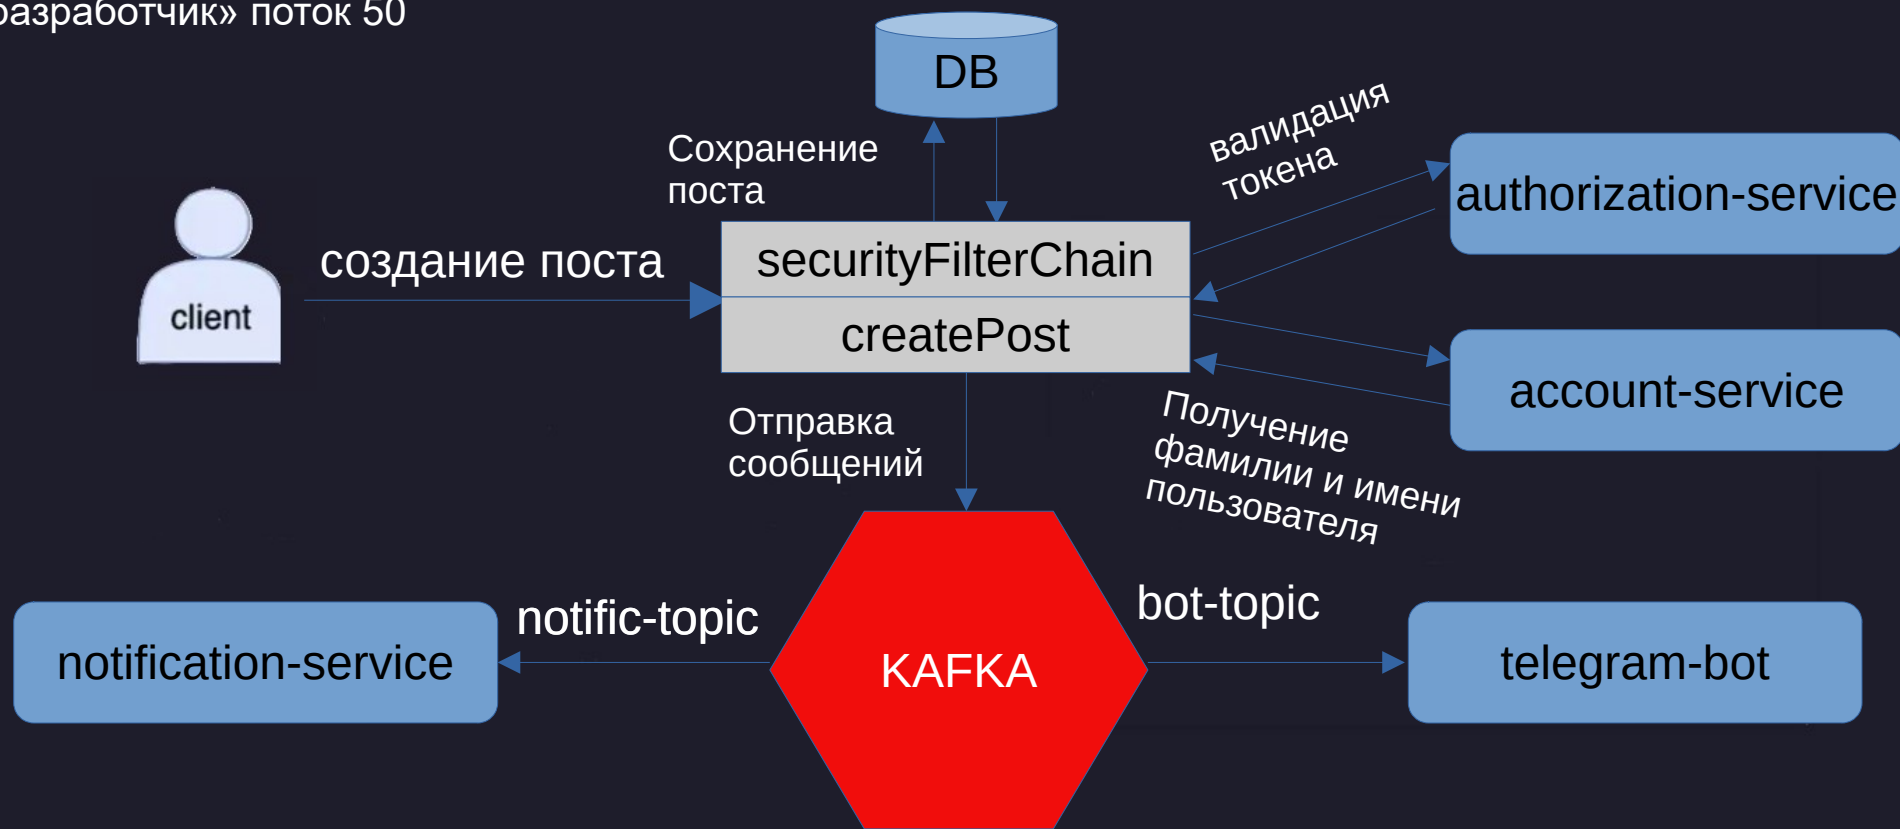 разработчик» поток 50
DB
Сохранение
поста
валидация
токена
authorization-service
создание поста
securityFilterChain
client
createPost
account-service
Отправка
сообщений
Получение
фамилии и имени
пользователя
notific-topic
bot-topic
notification-service
KAFKA
telegram-bot